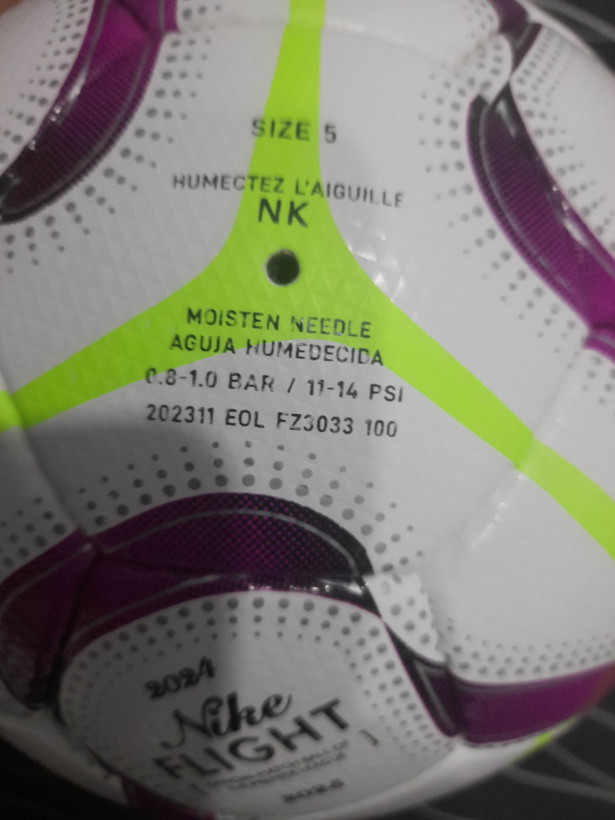 SIZE 5
HUMECTEZ L'AIGUILLE
NK
MOISTEN NEEDLE
AGUJA HUMEDECIDA
0.8-1.0 BAR / 11-14 PSI
202311 EOL FZ3033 100
2024
Nike
FLIGHT